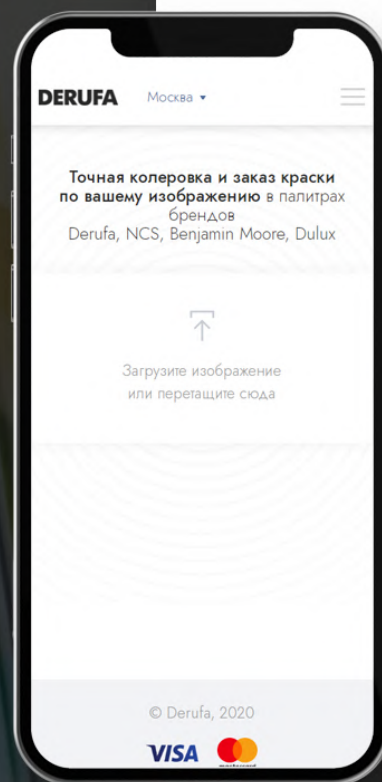 DERUFA Москва
Точная колеровка и заказ краски
по вашему изображению в палитрах
брендов
Derufa, NCS, Benjamin Moore, Dulux
Загрузите изображение
или перетащите сюда
© Derufa, 2020
VISA
mastercard